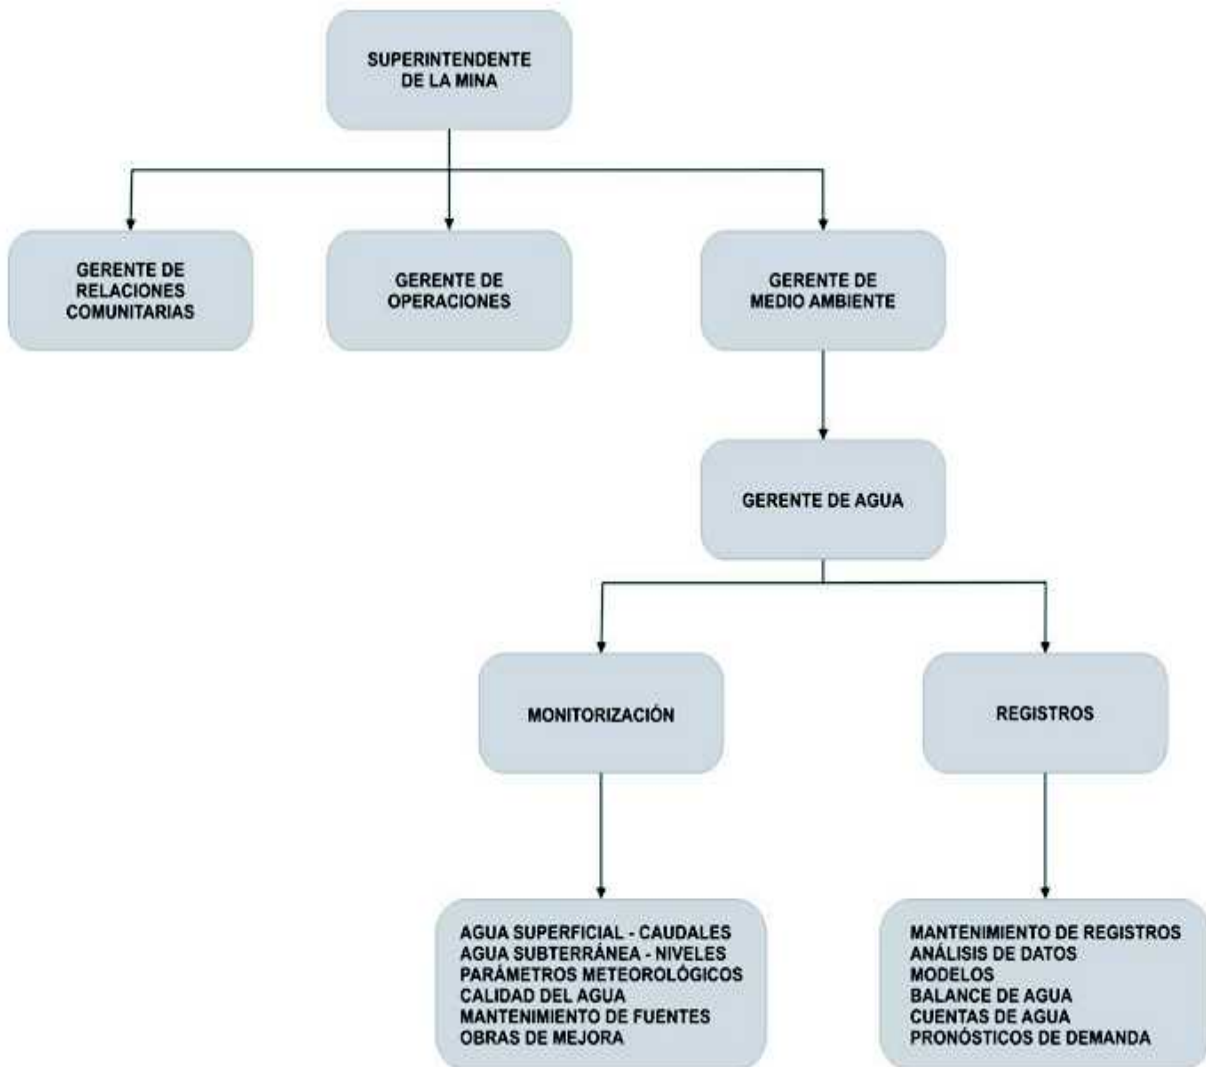 SUPERINTENDENTE
DE LA MINA
GERENTE DE
RELACIONES
COMUNITARIAS
GERENTE DE
OPERACIONES
GERENTE DE
MEDIO AMBIENTE
GERENTE DE AGUA
MONITORIZACIÓN
REGISTROS
AGUA SUPERFICIAL - CAUDALES
AGUA SUBTERRÁNEA - NIVELES
PARÁMETROS METEOROLÓGICOS
CALIDAD DEL AGUA
MANTENIMIENTO DE FUENTES
OBRAS DE MEJORA
MANTENIMIENTO DE REGISTROS
ANÁLISIS DE DATOS
MODELOS
BALANCE DE AGUA
CUENTAS DE AGUA
PRONÓSTICOS DE DEMANDA